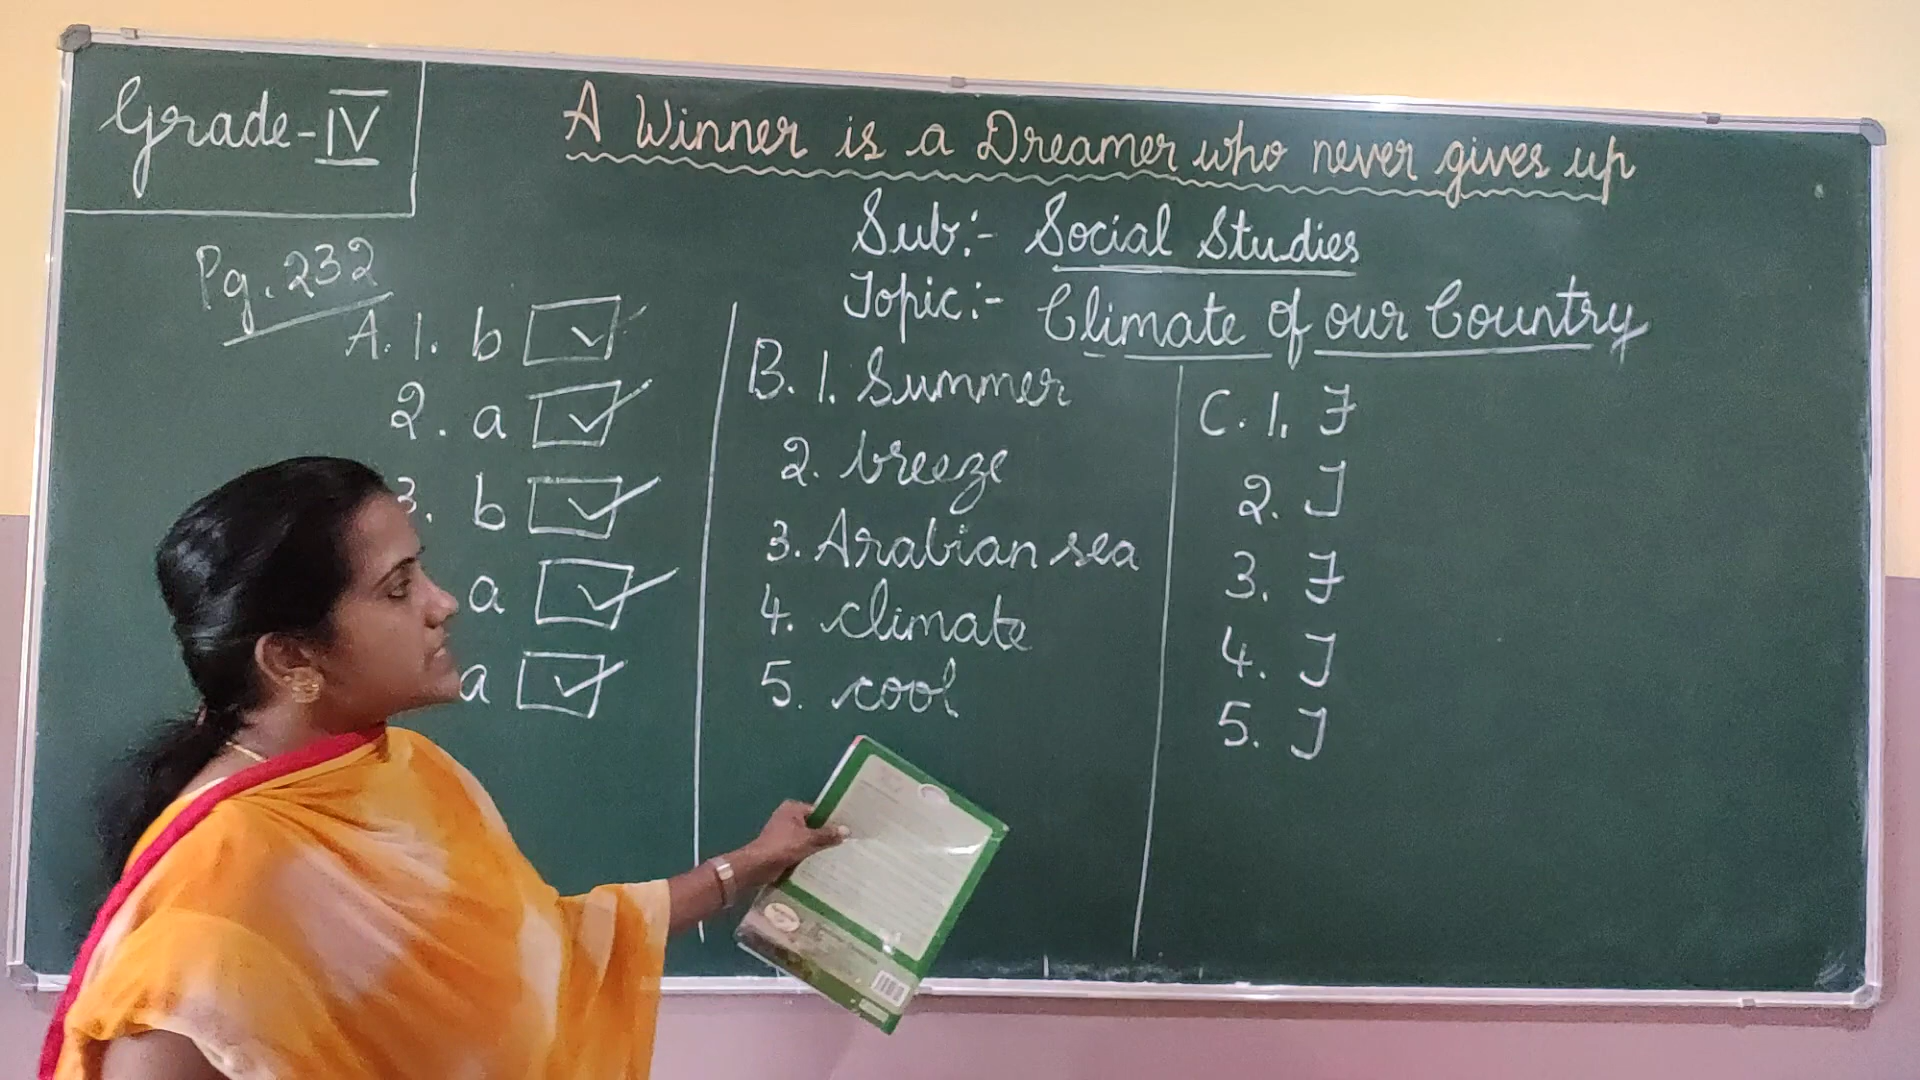 Grade-IV
A Winner is a Dreamer who never gives up
Sub:- Social Studies
Topic:- Climate of our Country
Pg. 232
A. 1. b
2. a
3. b
a
a
B. 1. Summer
2. breeze
3. Arabian sea
4. climate
5. cool
C. 1. F
2. T
3. F
4. T
5. T